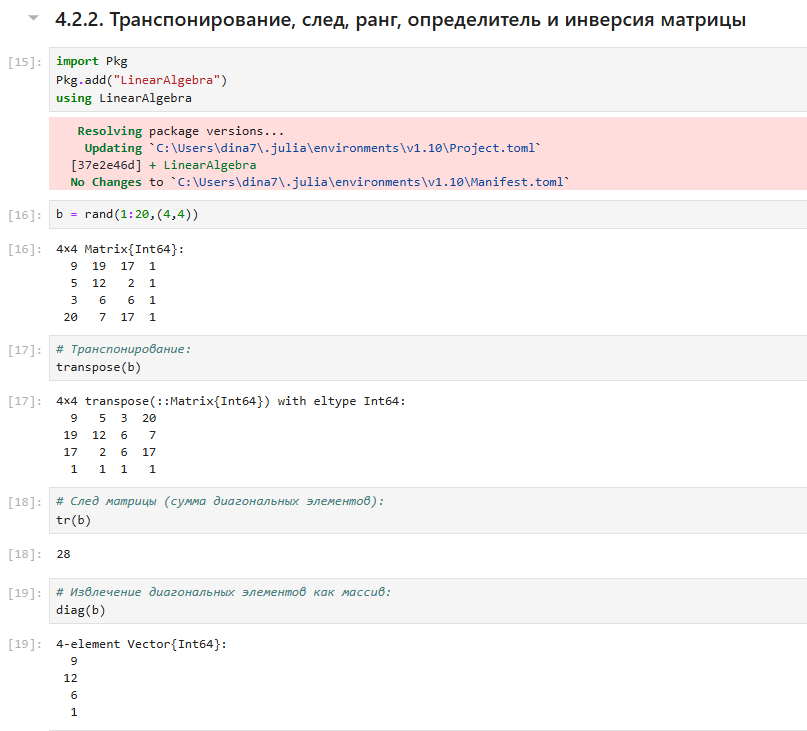 4.2.2. Транспонирование, след, ранг, определитель и инверсия матрицы
[15]: import Pkg
Pkg.add("LinearAlgebra")
using LinearAlgebra
Resolving package versions...
Updating `C:\Users\dina7\.julia\environments\v1.10\Project.toml`
[37e2e46d] + LinearAlgebra
No Changes to `C:\Users\dina7\.julia\environments\v1.10\Manifest.toml`
[16]: b = rand(1:20,(4,4))
[16]: 4×4 Matrix{Int64}:
9 19 17 1
5 12 2 1
3 6 6 1
20 7 17 1
[17]: # Транспонирование:
transpose(b)
[17]: 4×4 transpose(::Matrix{Int64}) with eltype Int64:
9 5 3 20
19 12 6 7
17 2 6 17
1 1 1 1
[18]: # След матрицы (сумма диагональных элементов):
tr(b)
[18]: 28
[19]: # Извлечение диагональных элементов как массив:
diag(b)
[19]: 4-element Vector{Int64}:
9
12
6
1